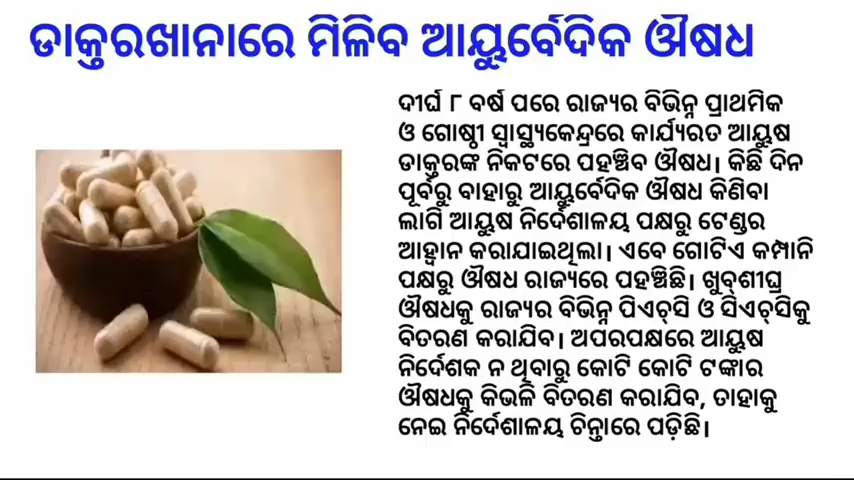 ଡାକ୍ତରଖାନାରେ ମିଳିବ ଆୟୁର୍ବେଦିକ ଔଷଧ
ଦୀର୍ଘ ୮ ବର୍ଷ ପରେ ରାଜ୍ୟର ବିଭିନ୍ନ ପ୍ରାଥମିକ
ଓ ଗୋଷ୍ଠୀ ସ୍ୱାସ୍ଥ୍ୟକେନ୍ଦ୍ରରେ କାର୍ଯ୍ୟରତ ଆୟୁଷ
ଡାକ୍ତରଙ୍କ ନିକଟରେ ପହଞ୍ଚିବ ଔଷଧ। କିଛି ଦିନ
ପୂର୍ବରୁ ବାହାରୁ ଆୟୁର୍ବେଦିକ ଔଷଧ କିଣିବା
ଲାଗି ଆୟୁଷ ନିର୍ଦେଶାଳୟ ପକ୍ଷରୁ ଟେଣ୍ଡର
ଆହ୍ୱାନ କରାଯାଇଥିଲା। ଏବେ ଗୋଟିଏ କମ୍ପାନି
ପକ୍ଷରୁ ଔଷଧ ରାଜ୍ୟରେ ପହଞ୍ଚିଛି। ଖୁବ୍‌ଶୀଘ୍ର
ଔଷଧକୁ ରାଜ୍ୟର ବିଭିନ୍ନ ପିଏଚ୍‌ସି ଓ ସିଏଚ୍‌ସିକୁ
ବିତରଣ କରାଯିବ। ଅପରପକ୍ଷରେ ଆୟୁଷ
ନିର୍ଦେଶକ ନ ଥିବାରୁ କୋଟି କୋଟି ଟଙ୍କାର
ଔଷଧକୁ କିଭଳି ବିତରଣ କରାଯିବ, ତାହାକୁ
ନେଇ ନିର୍ଦେଶାଳୟ ଚିନ୍ତାରେ ପଡ଼ିଛି।